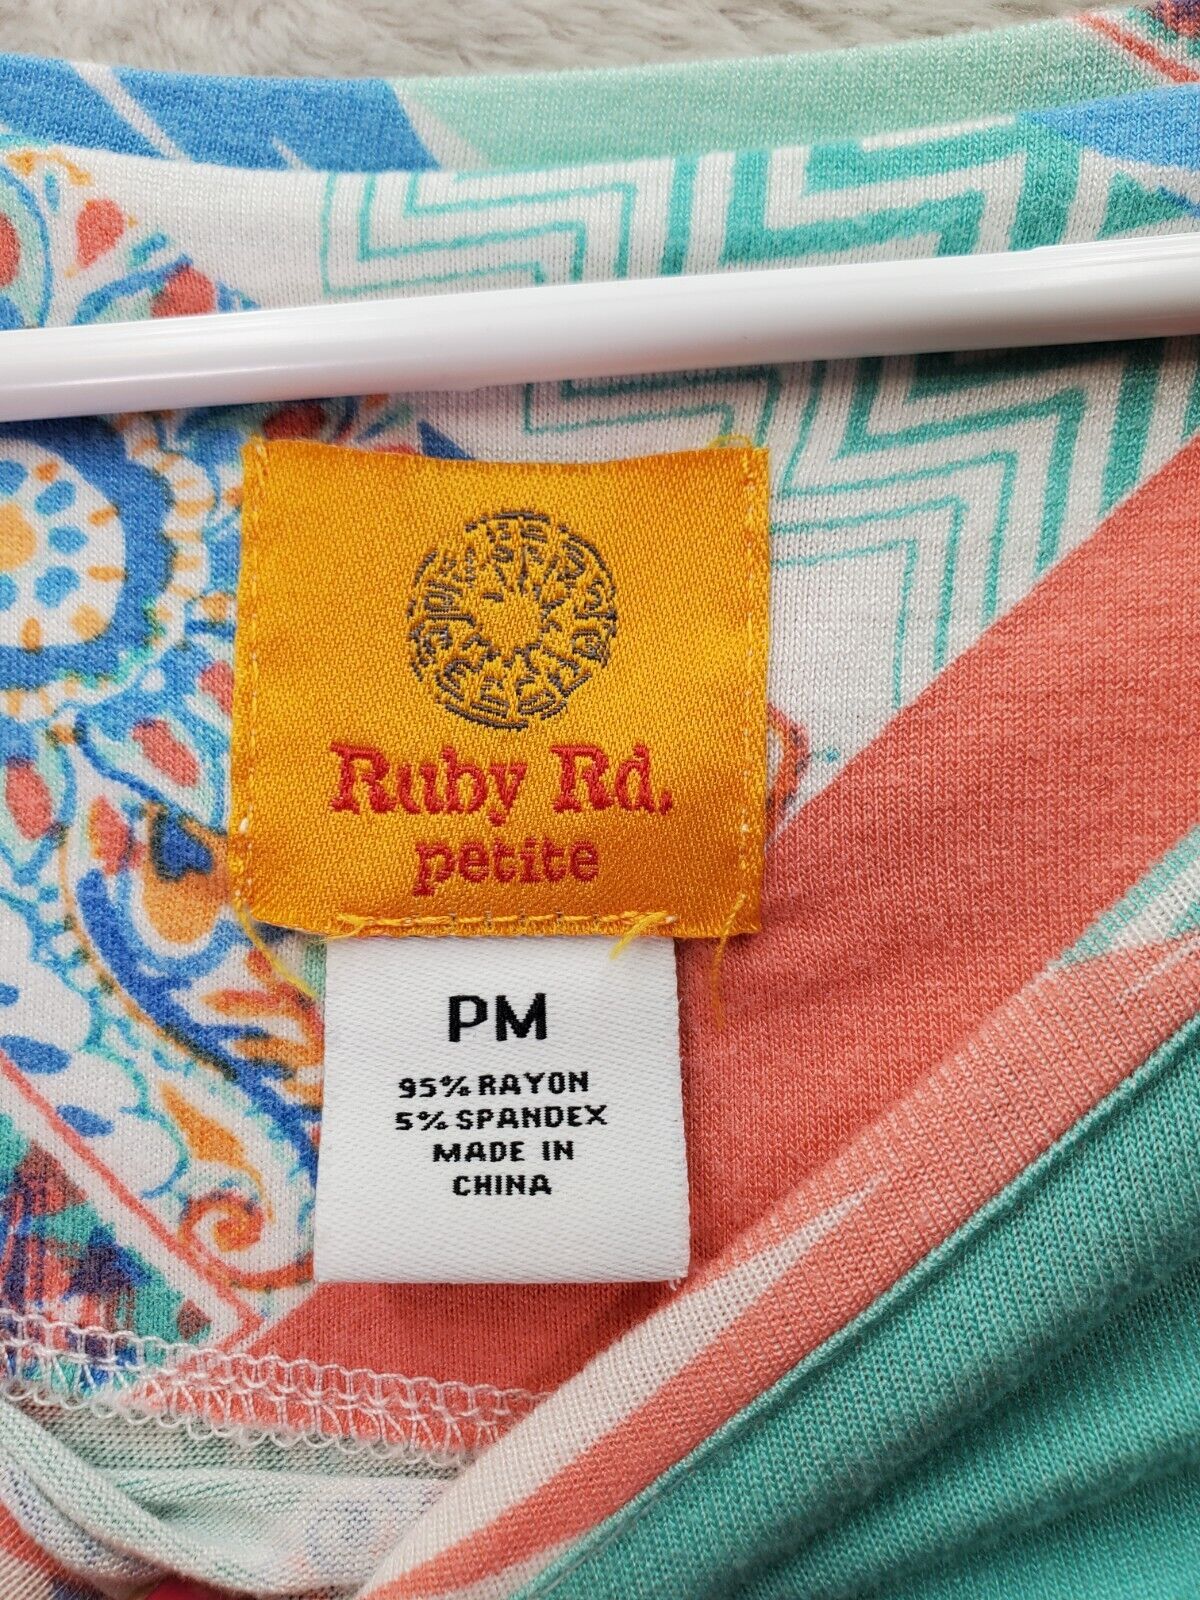 Ruby Rd.
petite
PM
95% RAYON
5% SPANDEX
MADE IN
CHINA